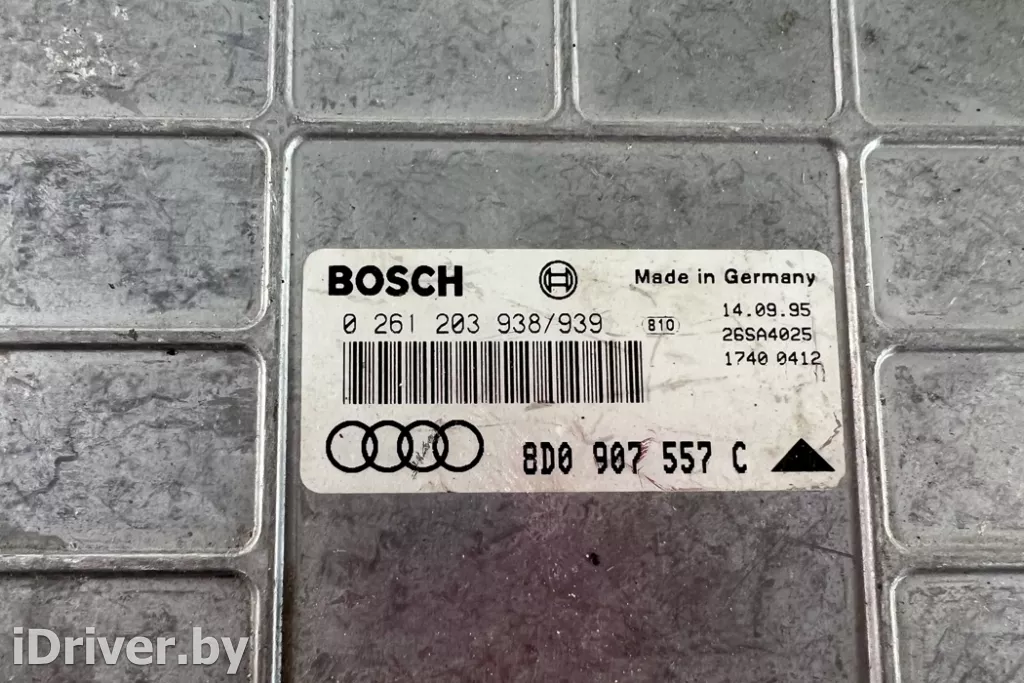 BOSCH Made in Germany
14.09.95
0 261 203 938/939 810 26SA4025
1740 0412
8D0 907 557 C
iDriver.by